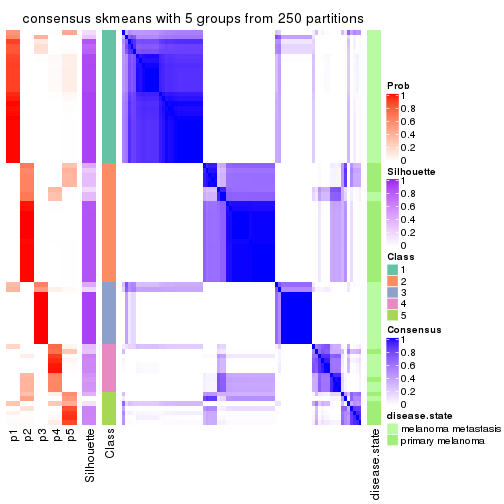 consensus skmeans with 5 groups from 250 partitions
Prob
1
0.8
0.6
0.4
0.2
0
Silhouette
1
0.8
0.6
0.4
0.2
0
Class
1
2
3
4
5
Consensus
1
0.8
0.6
0.4
0.2
0
disease.state
melanoma metastasis
primary melanoma
p1
p2
p3
p4
p5
Silhouette
Class
disease.state